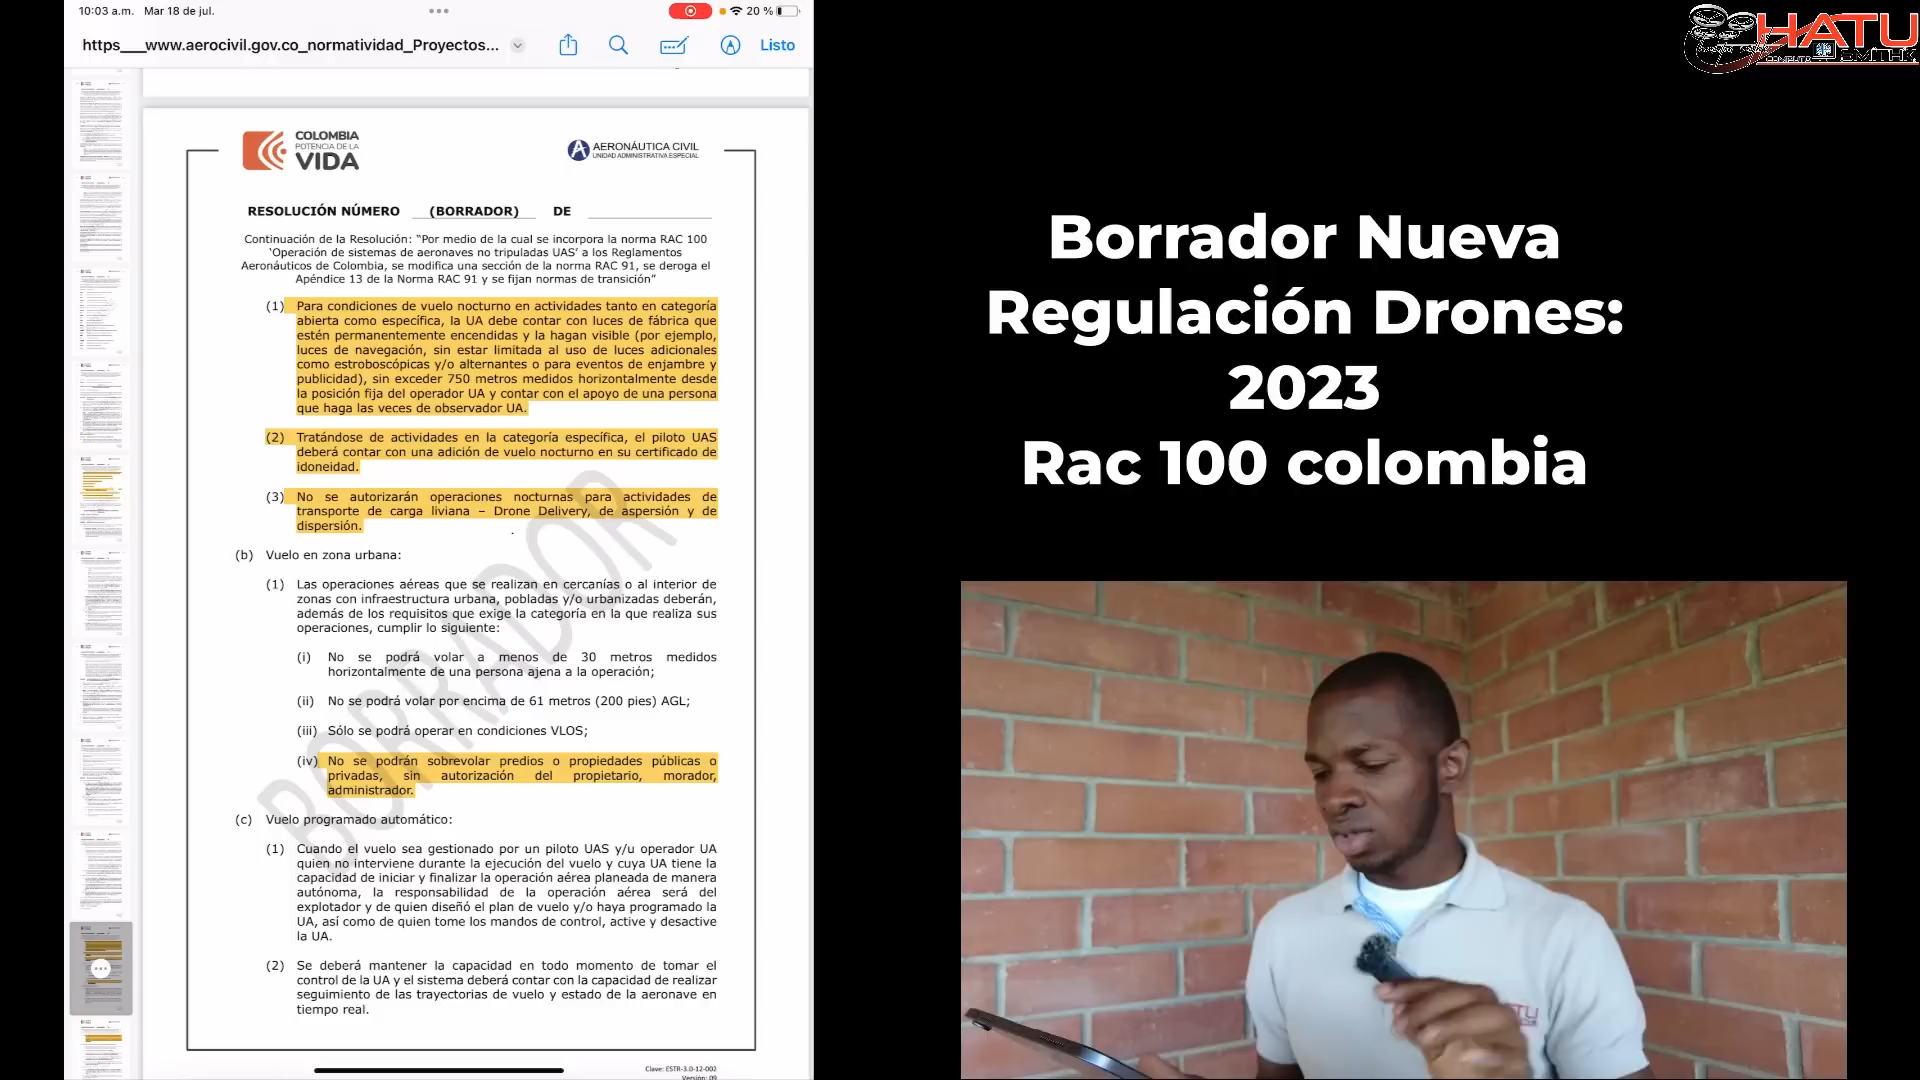 10:03 a.m. Mar 18 de jul.
20 %
https___www.aerocivil.gov.co_normatividad_Proyectos...
Listo
COLOMBIA
POTENCIA DE LA
VIDA
AERONÁUTICA CIVIL
UNIDAD ADMINISTRATIVA ESPECIAL
RESOLUCIÓN NÚMERO (BORRADOR) DE
Continuación de la Resolución: “Por medio de la cual se incorpora la norma RAC 100
‘Operación de sistemas de aeronaves no tripuladas UAS’ a los Reglamentos
Aeronáuticos de Colombia, se modifica una sección de la norma RAC 91, se deroga el
Apéndice 13 de la Norma RAC 91 y se fijan normas de transición”
(1) Para condiciones de vuelo nocturno en actividades tanto en categoría
abierta como específica, la UA debe contar con luces de fábrica que
estén permanentemente encendidas y la hagan visible (por ejemplo,
luces de navegación, sin estar limitada al uso de luces adicionales
como estroboscópicas y/o alternantes o para eventos de enjambre y
publicidad), sin exceder 750 metros medidos horizontalmente desde
la posición fija del operador UA y contar con el apoyo de una persona
que haga las veces de observador UA.
(2) Tratándose de actividades en la categoría específica, el piloto UAS
deberá contar con una adición de vuelo nocturno en su certificado de
idoneidad.
(3) No se autorizarán operaciones nocturnas para actividades de
transporte de carga liviana – Drone Delivery, de aspersión y de
dispersión.
(b) Vuelo en zona urbana:
(1) Las operaciones aéreas que se realizan en cercanías o al interior de
zonas con infraestructura urbana, pobladas y/o urbanizadas deberán,
además de los requisitos que exige la categoría en la que realiza sus
operaciones, cumplir lo siguiente:
(i) No se podrá volar a menos de 30 metros medidos
horizontalmente de una persona ajena a la operación;
(ii) No se podrá volar por encima de 61 metros (200 pies) AGL;
(iii) Sólo se podrá operar en condiciones VLOS;
(iv) No se podrán sobrevolar predios o propiedades públicas o
privadas, sin autorización del propietario, morador,
administrador.
(c) Vuelo programado automático:
(1) Cuando el vuelo sea gestionado por un piloto UAS y/u operador UA
quien no interviene durante la ejecución del vuelo y cuya UA tiene la
capacidad de iniciar y finalizar la operación aérea planeada de manera
autónoma, la responsabilidad de la operación aérea será del
explotador y de quien diseñó el plan de vuelo y/o haya programado la
UA, así como de quien tome los mandos de control, active y desactive
la UA.
(2) Se deberá mantener la capacidad en todo momento de tomar el
control de la UA y el sistema deberá contar con la capacidad de realizar
seguimiento de las trayectorias de vuelo y estado de la aeronave en
tiempo real.
BORRADOR
Clave: ESTR-3.0-12-002
Versión: 09
HATU
Borrador Nueva
Regulación Drones:
2023
Rac 100 colombia